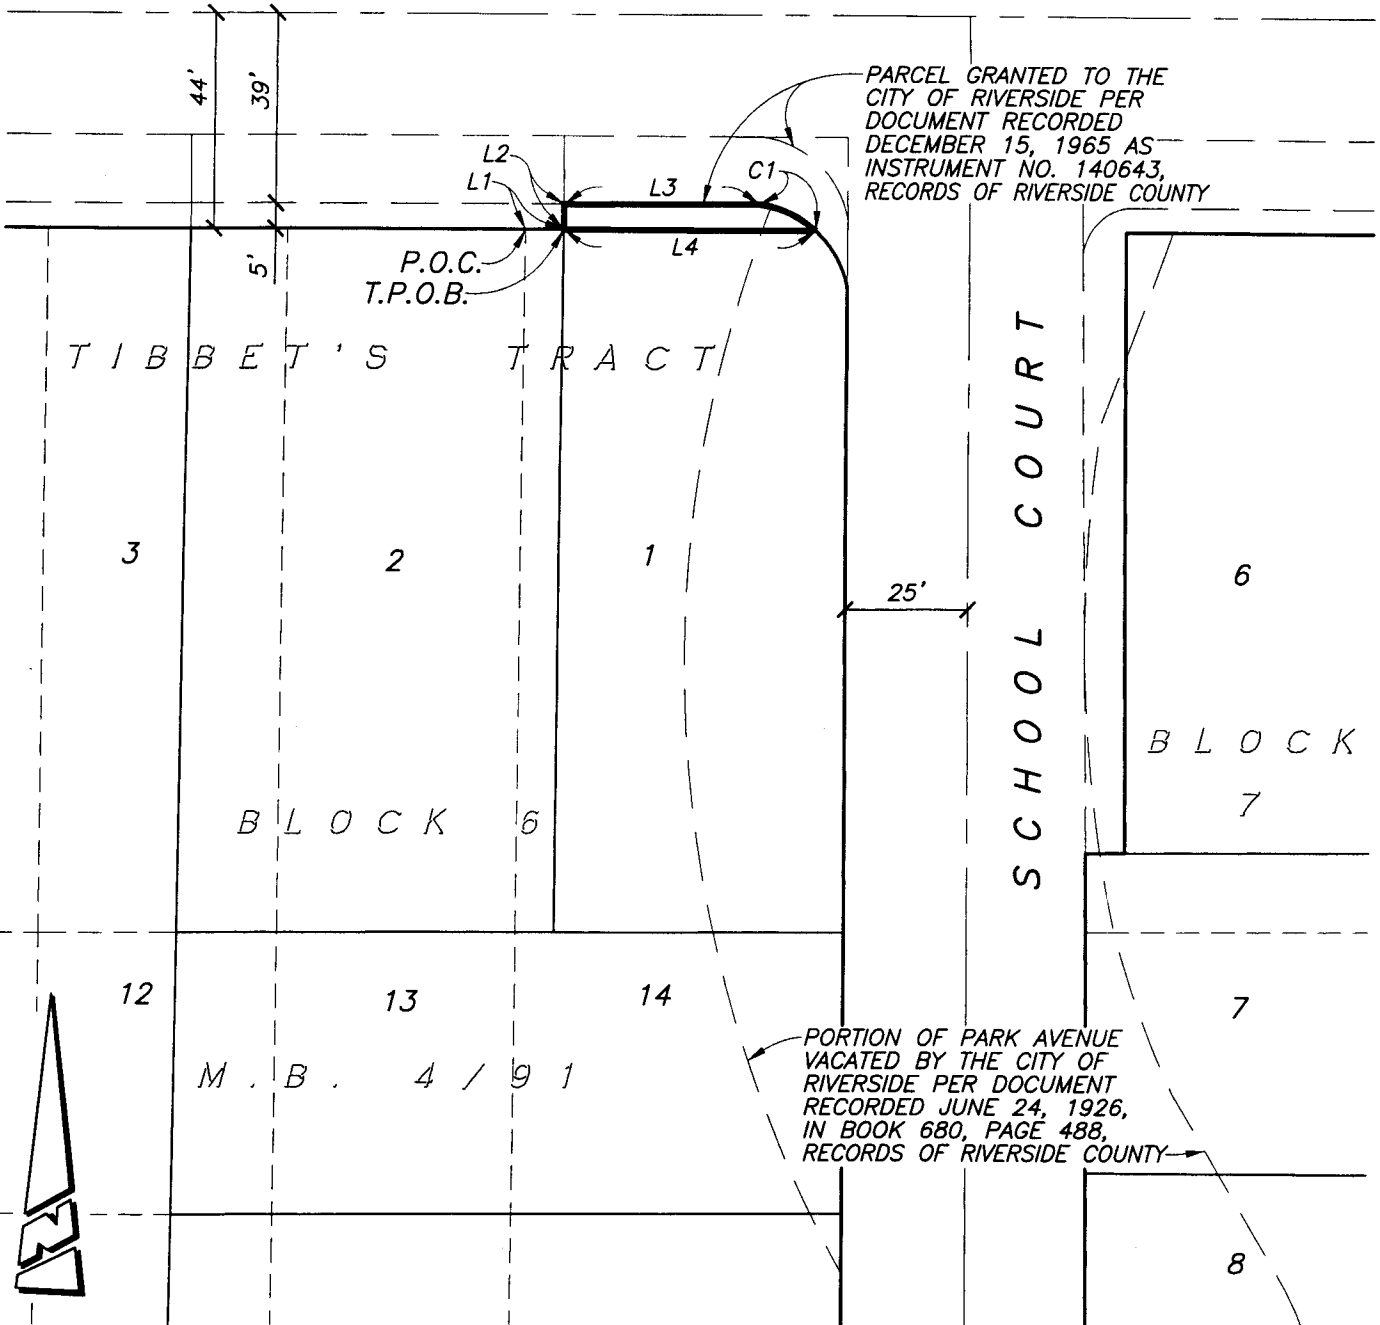 44'
39'
PARCEL GRANTED TO THE
CITY OF RIVERSIDE PER
DOCUMENT RECORDED
DECEMBER 15, 1965 AS
INSTRUMENT NO. 140643,
RECORDS OF RIVERSIDE COUNTY
L2
L1
L3
C1
L4
5'
P.O.C.
T.P.O.B.
TIBBET'S TRACT
SCHOOL COURT
3
2
1
25'
6
BLOCK
7
BLOCK 6
12
13
14
7
PORTION OF PARK AVENUE
VACATED BY THE CITY OF
RIVERSIDE PER DOCUMENT
RECORDED JUNE 24, 1926,
IN BOOK 680, PAGE 488,
RECORDS OF RIVERSIDE COUNTY
M.B. 4/91
N
8